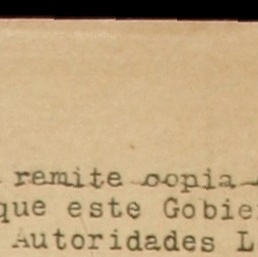 remite copia
que este Gobie
Autoridades L